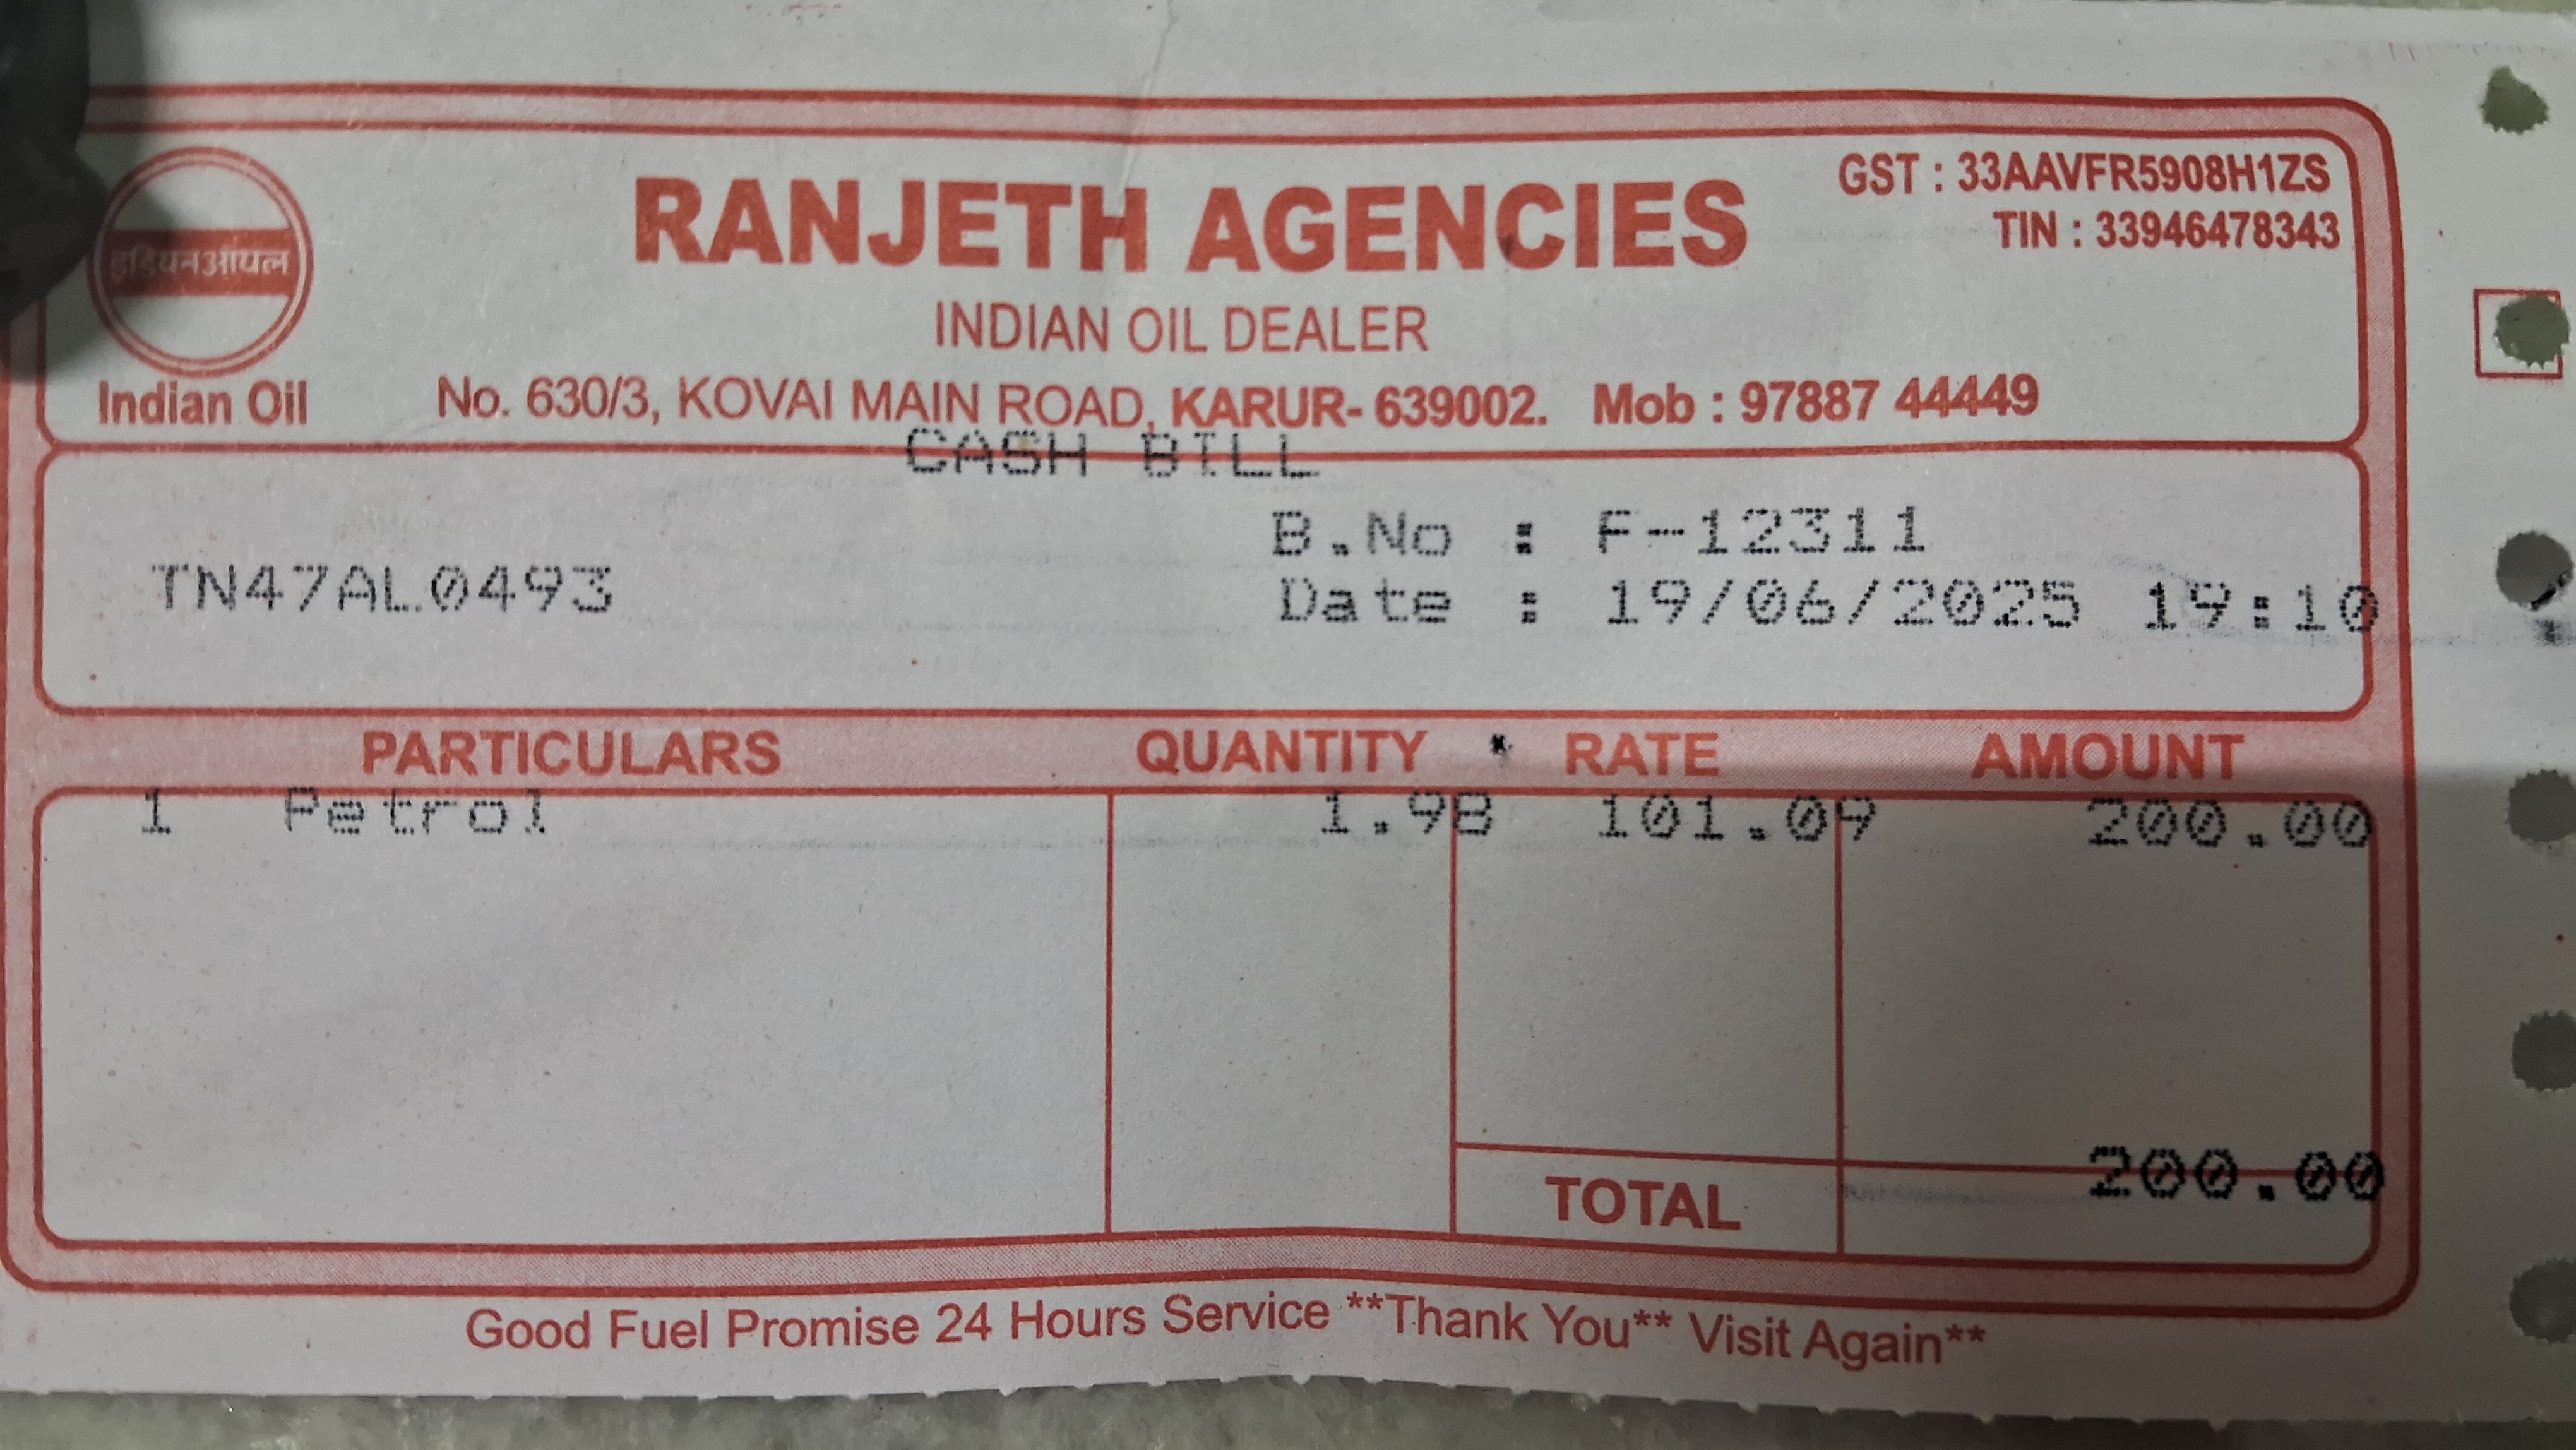 GST : 33AAVFR5908H1ZS
RANJETH AGENCIES
TIN : 33946478343
इंडियनऑयल
INDIAN OIL DEALER
Indian Oil
No. 630/3, KOVAI MAIN ROAD, KARUR- 639002. Mob : 97887 44449
CASH BILL
B.No : F-12311
TN47AL0493
Date : 19/06/2025 19:10
PARTICULARS QUANTITY RATE AMOUNT
1 Petrol 1.98 101.09 200.00
TOTAL 200.00
Good Fuel Promise 24 Hours Service **Thank You** Visit Again**